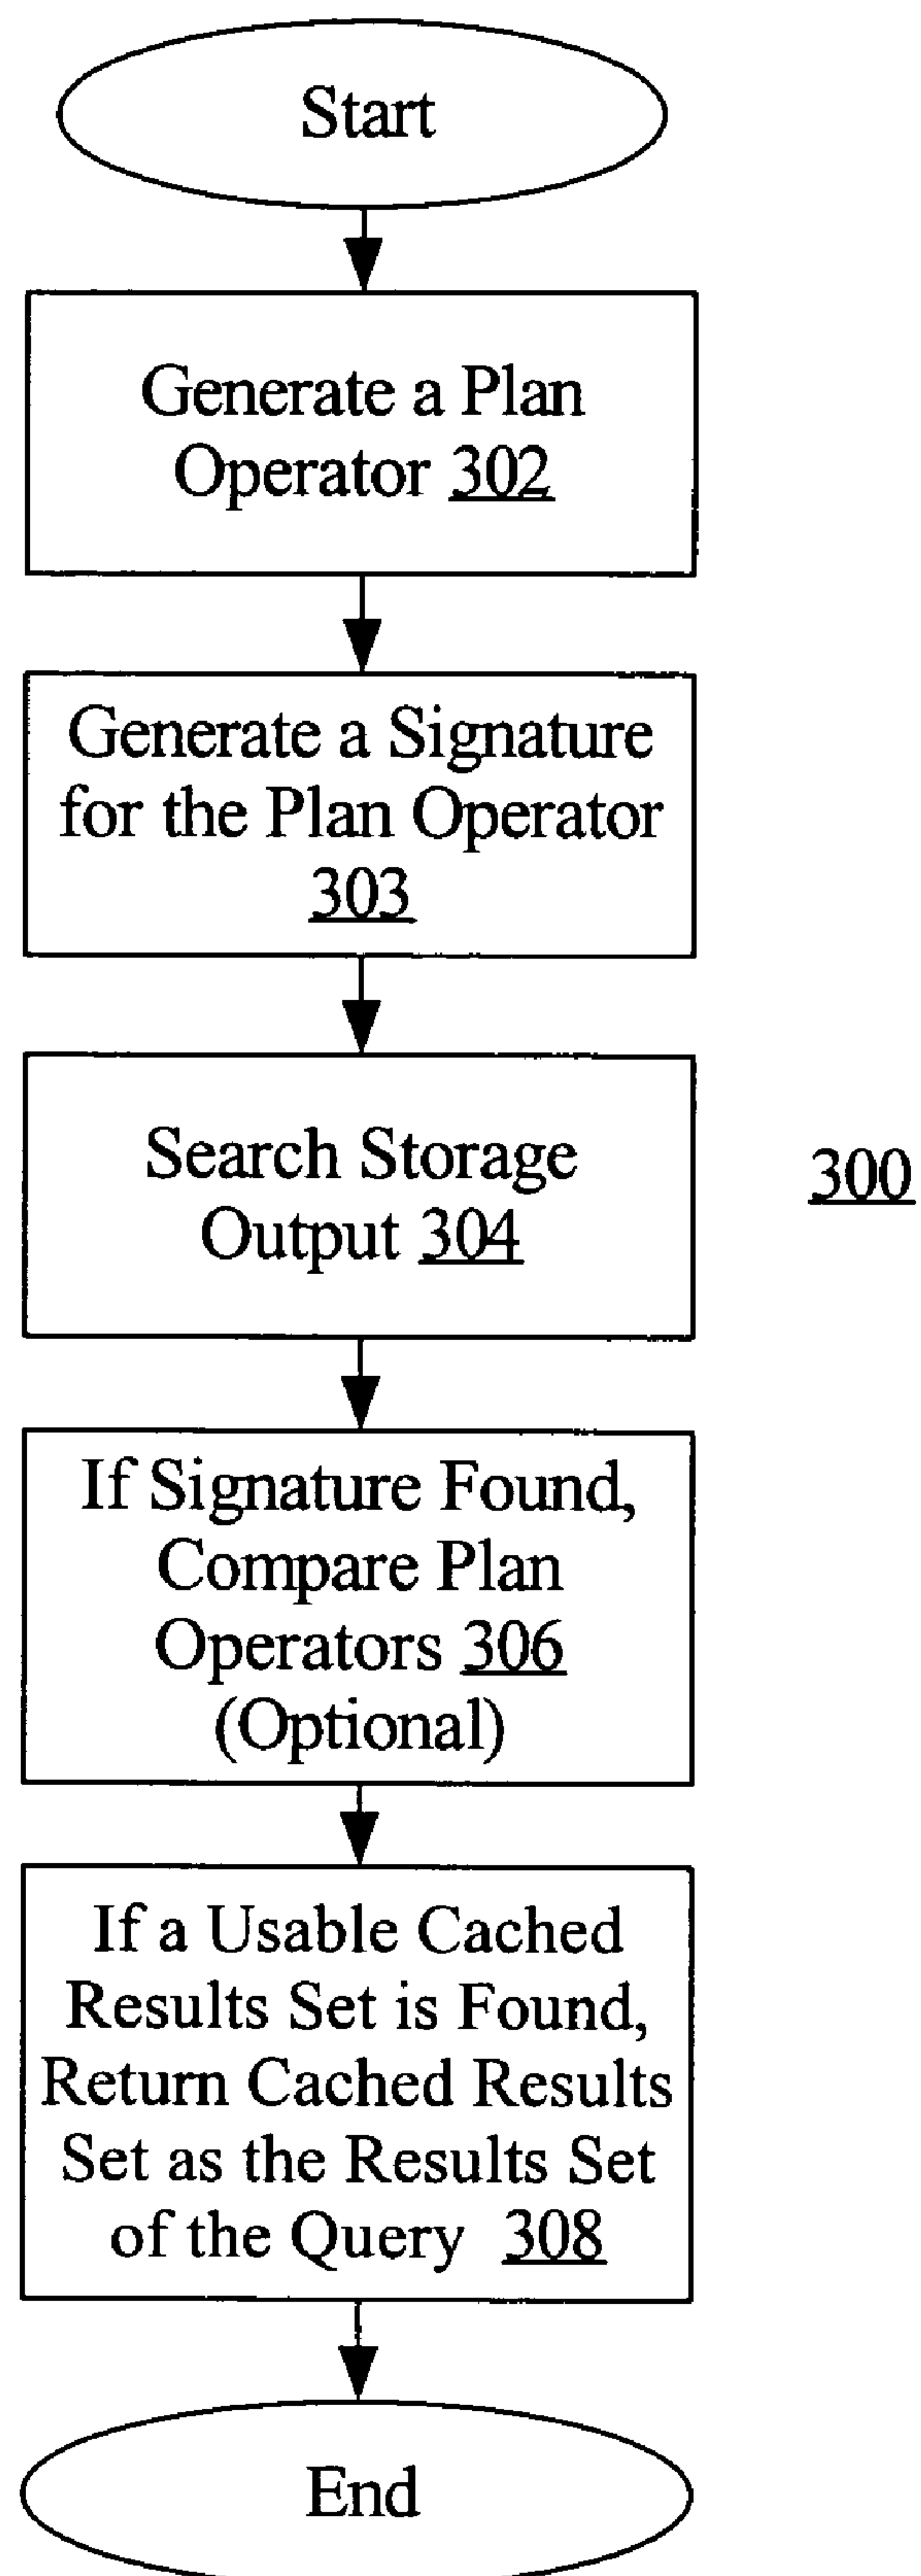 Start
Generate a Plan
Operator 302
Generate a Signature
for the Plan Operator
303
Search Storage
Output 304
300
If Signature Found,
Compare Plan
Operators 306
(Optional)
If a Usable Cached
Results Set is Found,
Return Cached Results
Set as the Results Set
of the Query 308
End